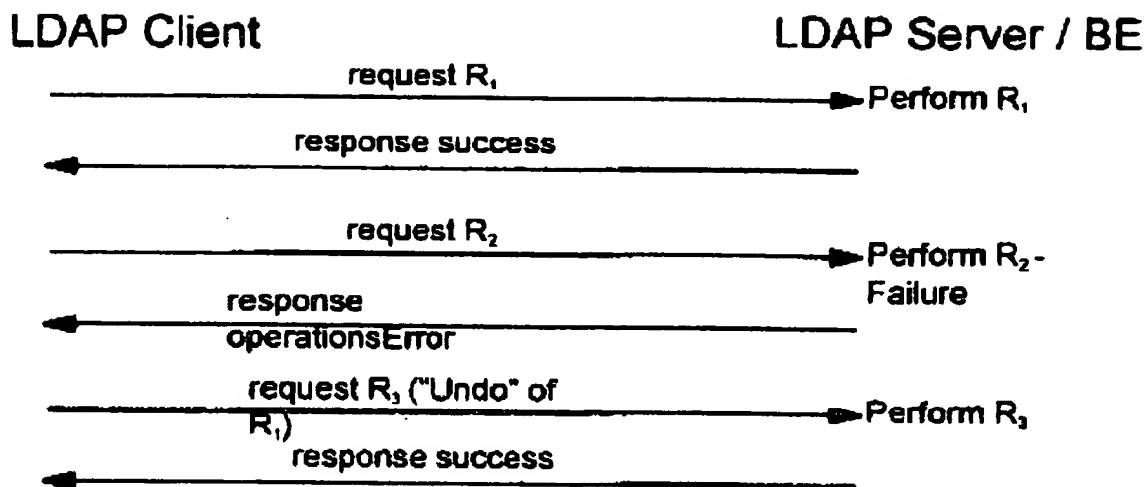 LDAP Client
LDAP Server / BE
request R₁
Perform R₁
response success
request R₂
Perform R₂-
Failure
response
operationsError
request R₃ ("Undo" of
R₁)
Perform R₃
response success